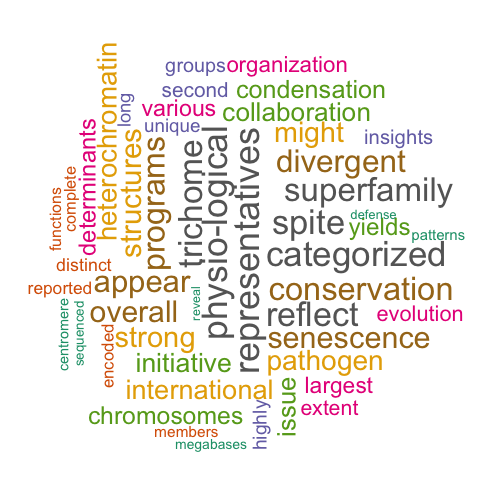 groups
organization
second
condensation
various
collaboration
unique
might
insights
long
heterochromatin
determinants
structures
programs
trichome
physio-logical
representatives
divergent
superfamily
functions
complete
spite
defense
yields
patterns
categorized
distinct
reported
appear
conservation
reveal
overall
reflect
evolution
centromere
sequenced
encoded
strong
senescence
initiative
pathogen
international
largest
issue
extent
chromosomes
highly
members
megabases